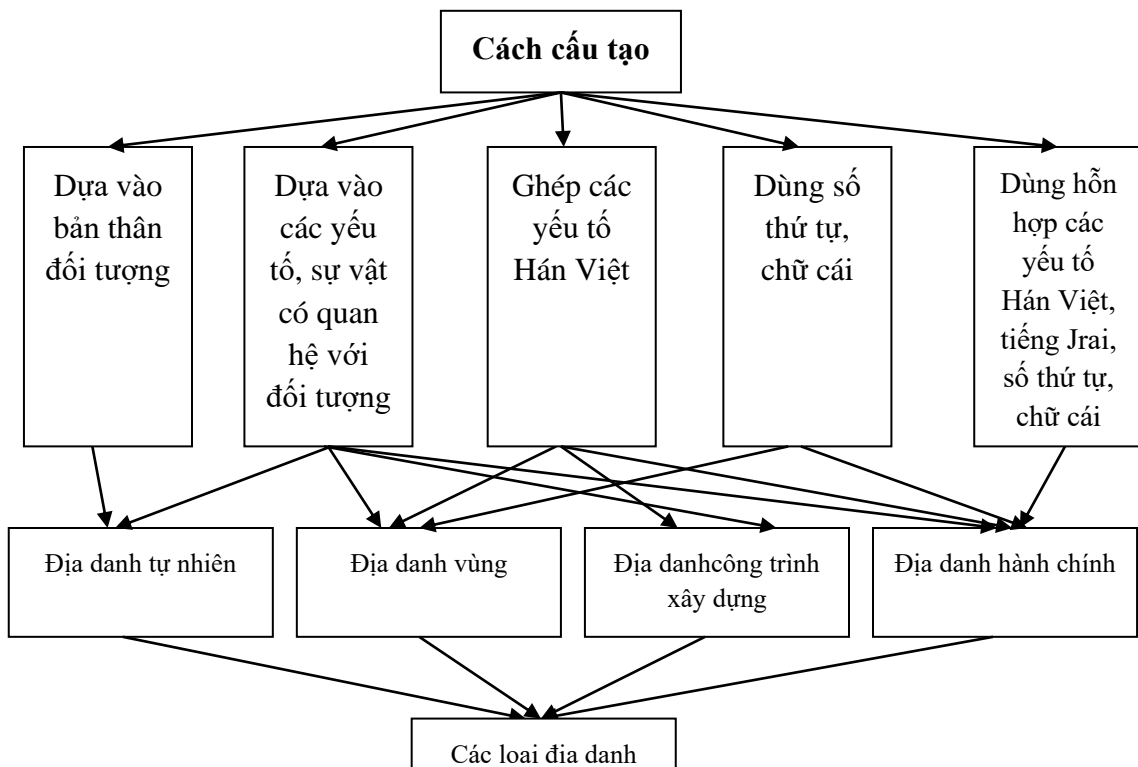 Cách cấu tạo
Dựa vào
bản thân
đối tượng
Dựa vào
các yếu
tố, sự vật
có quan
hệ với
đối tượng
Ghép các
yếu tố
Hán Việt
Dùng số
thứ tự,
chữ cái
Dùng hỗn
hợp các
yếu tố
Hán Việt,
tiếng Jrai,
số thứ tự,
chữ cái
Địa danh tự nhiên
Địa danh vùng
Địa danhcông trình
xây dựng
Địa danh hành chính
Các loại địa danh